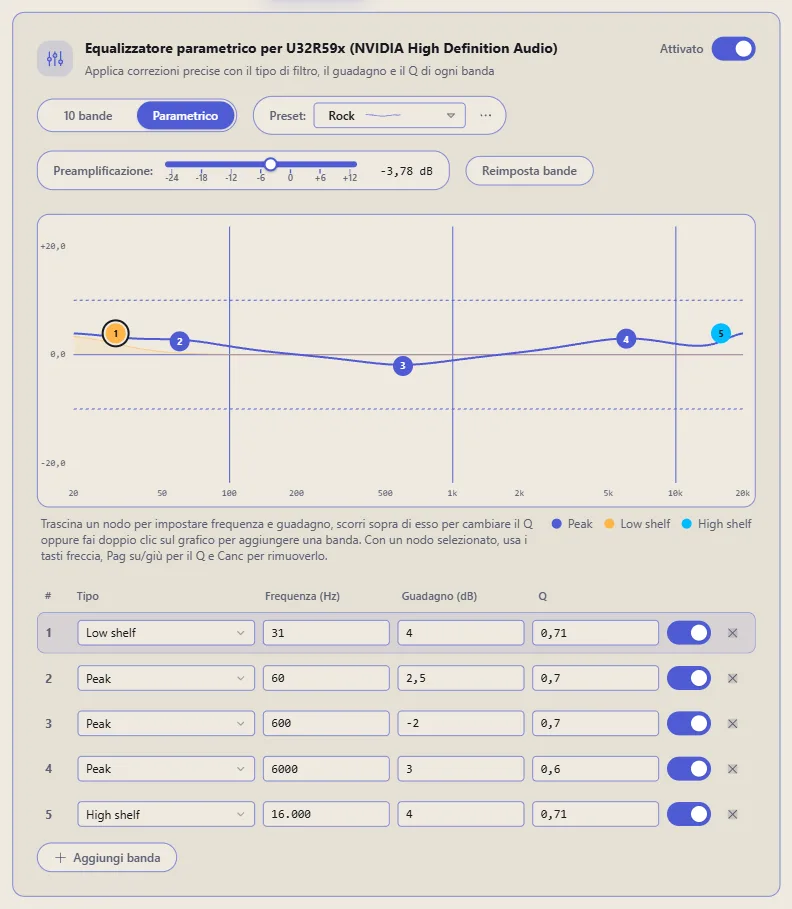 Equalizzatore parametrico per U32R59x (NVIDIA High Definition Audio)
Attivato
Applica correzioni precise con il tipo di filtro, il guadagno e il Q di ogni banda
10 bande
Parametrico
Preset:
Rock
...
Preamplificazione:
-24 -18 -12 -6 0 +6 +12
-3,78 dB
Reimposta bande
+20,0
0,0
-20,0
1
2
3
4
5
20 50 100 200 500 1k 2k 5k 10k 20k
Trascina un nodo per impostare frequenza e guadagno, scorri sopra di esso per cambiare il Q
oppure fai doppio clic sul grafico per aggiungere una banda. Con un nodo selezionato, usa i
tasti freccia, Pag su/giù per il Q e Canc per rimuoverlo.
Peak Low shelf High shelf
# Tipo Frequenza (Hz) Guadagno (dB) Q
1 Low shelf 31 4 0,71
2 Peak 60 2,5 0,7
3 Peak 600 -2 0,7
4 Peak 6000 3 0,6
5 High shelf 16.000 4 0,71
+ Aggiungi banda